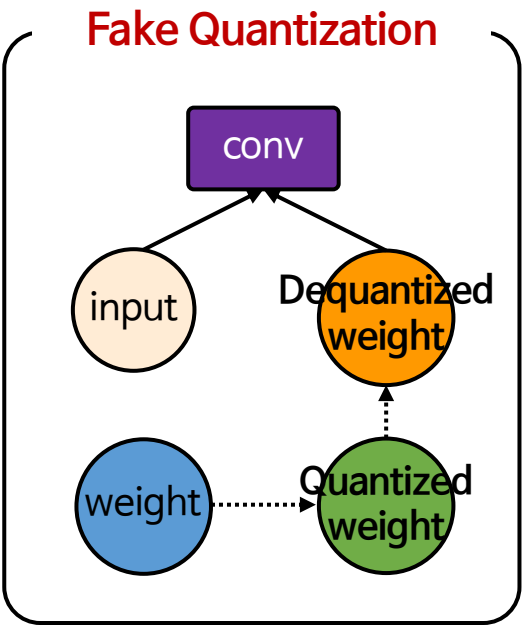 Fake Quantization
conv
input
Dequantized
weight
weight
Quantized
weight